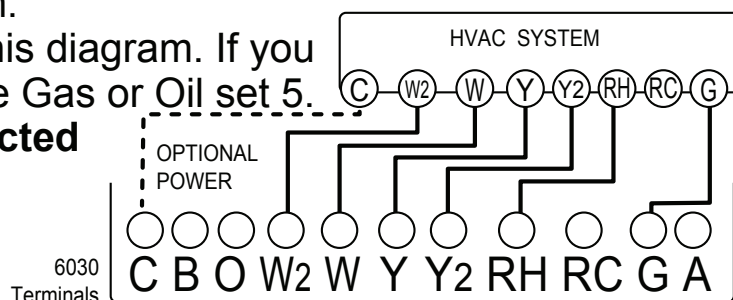 n.
his diagram. If you
e Gas or Oil set 5.
cted
HVAC SYSTEM
C W2 W Y Y2 RH RC G
OPTIONAL
POWER
6030
Terminals
C B O W2 W Y Y2 RH RC G A